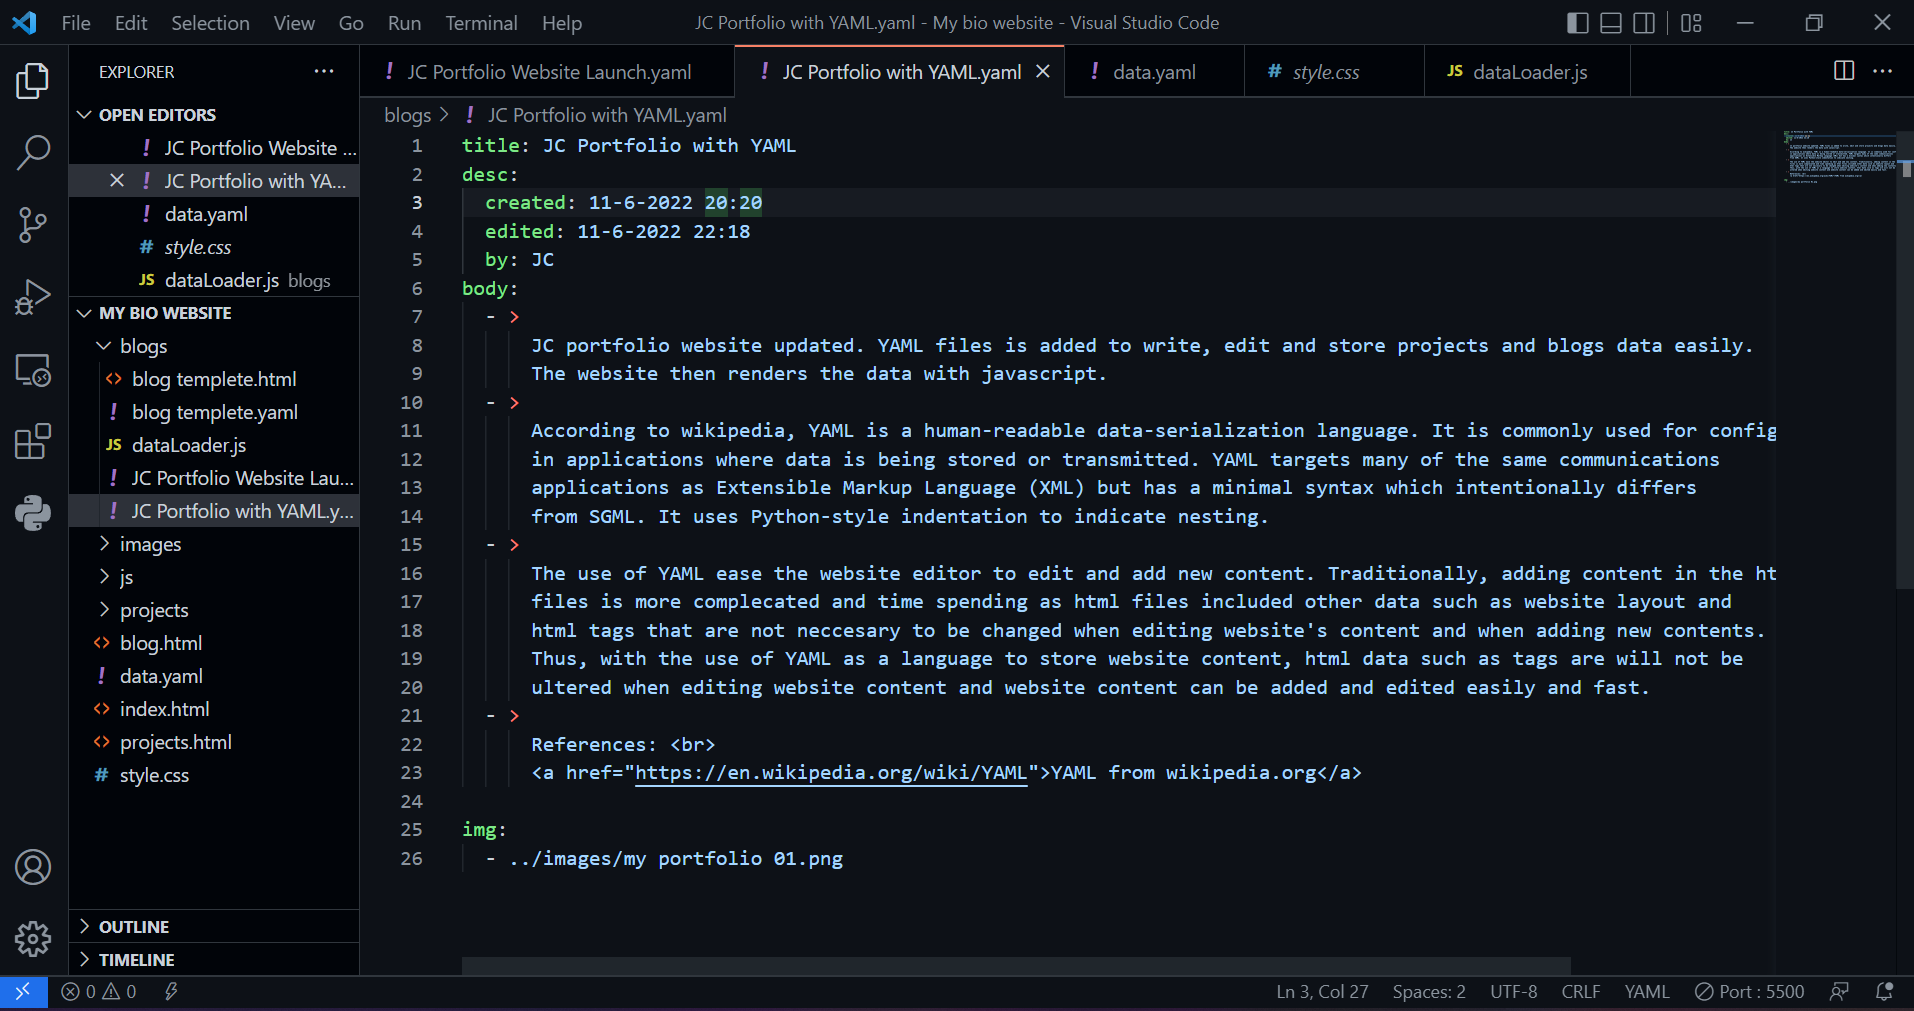 File Edit Selection View Go Run Terminal Help
JC Portfolio with YAML.yaml - My bio website - Visual Studio Code
EXPLORER
OPEN EDITORS
! JC Portfolio Website ...
! JC Portfolio with YA...
! data.yaml
# style.css
JS dataLoader.js blogs
MY BIO WEBSITE
blogs
<> blog templete.html
! blog templete.yaml
JS dataLoader.js
! JC Portfolio Website Lau...
! JC Portfolio with YAML.y...
images
js
projects
<> blog.html
! data.yaml
<> index.html
<> projects.html
# style.css
OUTLINE
TIMELINE
! JC Portfolio Website Launch.yaml ! JC Portfolio with YAML.yaml ! data.yaml # style.css JS dataLoader.js
blogs > ! JC Portfolio with YAML.yaml
1 title: JC Portfolio with YAML
2 desc:
3 created: 11-6-2022 20:20
4 edited: 11-6-2022 22:18
5 by: JC
6 body:
7 - >
8 JC portfolio website updated. YAML files is added to write, edit and store projects and blogs data easily.
9 The website then renders the data with javascript.
10 - >
11 According to wikipedia, YAML is a human-readable data-serialization language. It is commonly used for config
12 in applications where data is being stored or transmitted. YAML targets many of the same communications
13 applications as Extensible Markup Language (XML) but has a minimal syntax which intentionally differs
14 from SGML. It uses Python-style indentation to indicate nesting.
15 - >
16 The use of YAML ease the website editor to edit and add new content. Traditionally, adding content in the ht
17 files is more complecated and time spending as html files included other data such as website layout and
18 html tags that are not neccesary to be changed when editing website's content and when adding new contents.
19 Thus, with the use of YAML as a language to store website content, html data such as tags are will not be
20 ultered when editing website content and website content can be added and edited easily and fast.
21 - >
22 References: <br>
23 <a href="https://en.wikipedia.org/wiki/YAML">YAML from wikipedia.org</a>
24
25 img:
26 - ../images/my portfolio 01.png
0 0 Ln 3, Col 27 Spaces: 2 UTF-8 CRLF YAML Port : 5500